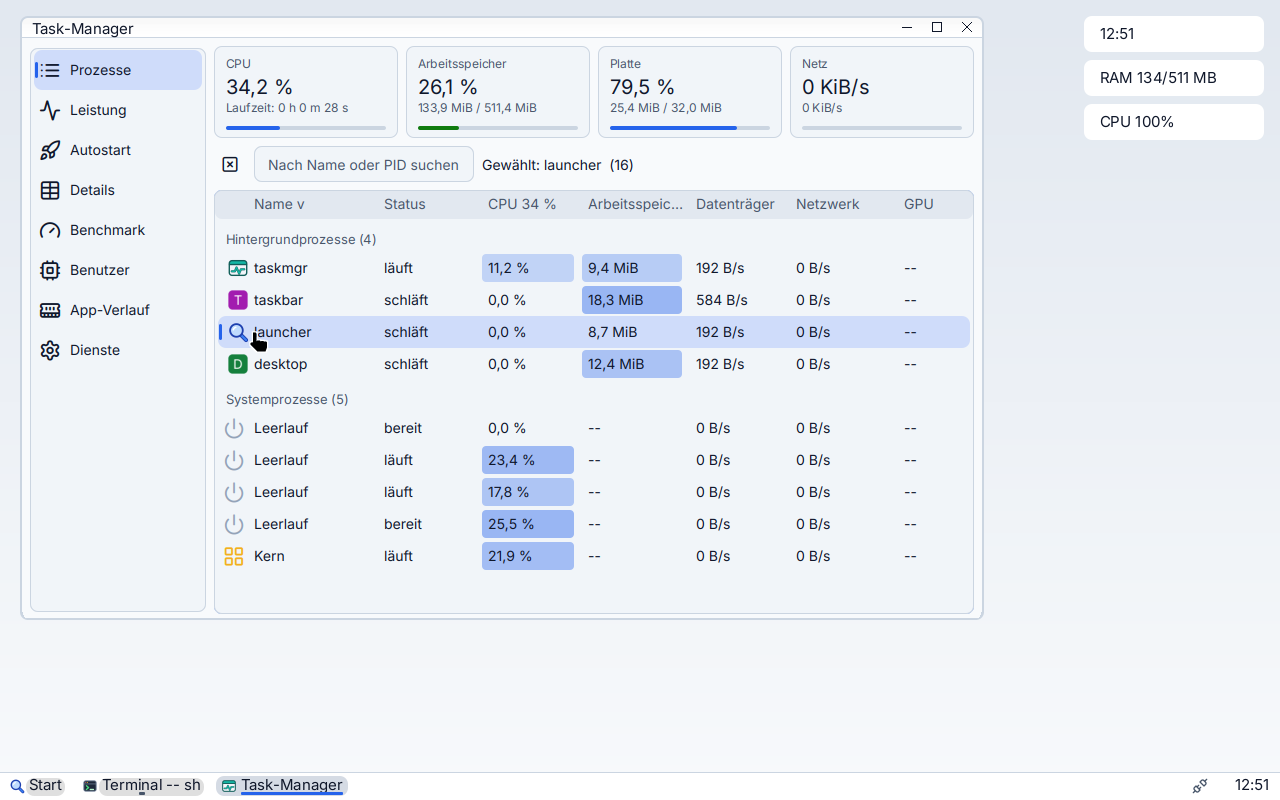 Task-Manager
Prozesse
Leistung
Autostart
Details
Benchmark
Benutzer
App-Verlauf
Dienste
CPU
34,2 %
Laufzeit: 0 h 0 m 28 s
Arbeitsspeicher
26,1 %
133,9 MiB / 511,4 MiB
Platte
79,5 %
25,4 MiB / 32,0 MiB
Netz
0 KiB/s
0 KiB/s
Nach Name oder PID suchen Gewählt: launcher (16)
Name v Status CPU 34 % Arbeitsspeic... Datenträger Netzwerk GPU
Hintergrundprozesse (4)
taskmgr läuft 11,2 % 9,4 MiB 192 B/s 0 B/s --
T taskbar schläft 0,0 % 18,3 MiB 584 B/s 0 B/s --
launcher schläft 0,0 % 8,7 MiB 192 B/s 0 B/s --
D desktop schläft 0,0 % 12,4 MiB 192 B/s 0 B/s --
Systemprozesse (5)
Leerlauf bereit 0,0 % -- 0 B/s 0 B/s --
Leerlauf läuft 23,4 % -- 0 B/s 0 B/s --
Leerlauf läuft 17,8 % -- 0 B/s 0 B/s --
Leerlauf bereit 25,5 % -- 0 B/s 0 B/s --
Kern läuft 21,9 % -- 0 B/s 0 B/s --
12:51
RAM 134/511 MB
CPU 100%
Start Terminal -- sh Task-Manager 12:51